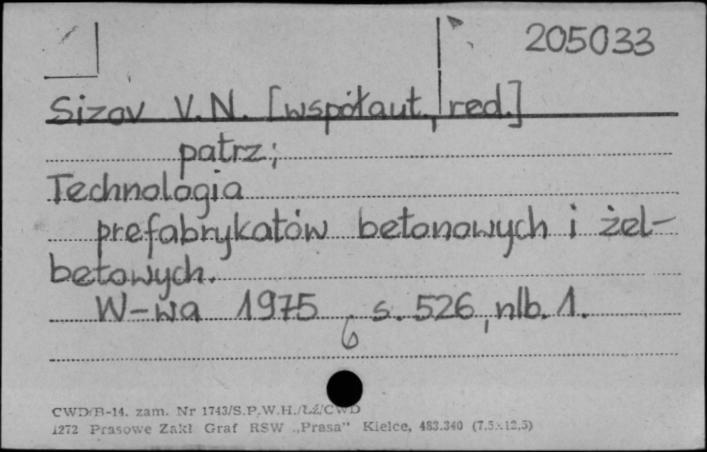 205033
Sizov V.N. [współaut., red.]
patrz:
Technologia
prefabrykatów betonowych i żel-
betowych.
W-wa 1975 s. 526, nlb. 1.
6
CWD/B-14. zam. Nr 1743/S.P.W.H./ŁŹ/CWD
1272 Prasowe Zakł Graf RSW „Prasa” Kielce, 483.340 (7,5×12,5)